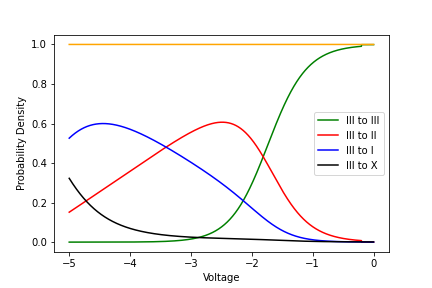 1.0
0.8
0.6
0.4
0.2
0.0
Probability Density
III to III
III to II
III to I
III to X
−5 −4 −3 −2 −1 0
Voltage